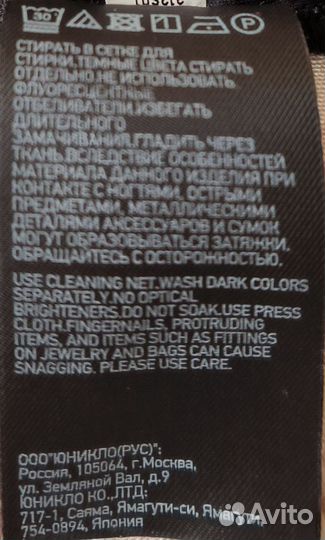 30
СТИРАТЬ В СЕТКЕ ДЛЯ
СТИРКИ.ТЕМНЫЕ ЦВЕТА СТИРАТЬ
ОТДЕЛЬНО.НЕ ИСПОЛЬЗОВАТЬ
ФЛУОРЕСЦЕНТНЫЕ
ОТБЕЛИВАТЕЛИ.ИЗБЕГАТЬ
ДЛИТЕЛЬНОГО
ЗАМАЧИВАНИЯ.ГЛАДИТЬ ЧЕРЕЗ
ТКАНЬ.ВСЛЕДСТВИЕ ОСОБЕННОСТЕЙ
МАТЕРИАЛА ДАННОГО ИЗДЕЛИЯ ПРИ
КОНТАКТЕ С НОГТЯМИ, ОСТРЫМИ
ПРЕДМЕТАМИ, МЕТАЛЛИЧЕСКИМИ
ДЕТАЛЯМИ АКСЕССУАРОВ И СУМОК
МОГУТ ОБРАЗОВЫВАТЬСЯ ЗАТЯЖКИ.
ОБРАЩАЙТЕСЬ С ОСТОРОЖНОСТЬЮ.
USE CLEANING NET.WASH DARK COLORS
SEPARATELY.NO OPTICAL
BRIGHTENERS.DO NOT SOAK.USE PRESS
CLOTH.FINGERNAILS, PROTRUDING
ITEMS, AND ITEMS SUCH AS FITTINGS
ON JEWELRY AND BAGS CAN CAUSE
SNAGGING. PLEASE USE CARE.
ООО"ЮНИКЛО(РУС)":
Россия, 105064, г.Москва,
ул. Земляной Вал, д.9
ЮНИКЛО КО.,ЛТД:
717-1, Саяма, Ямагути-си, Ямагути,
754-0894, Япония
Avito